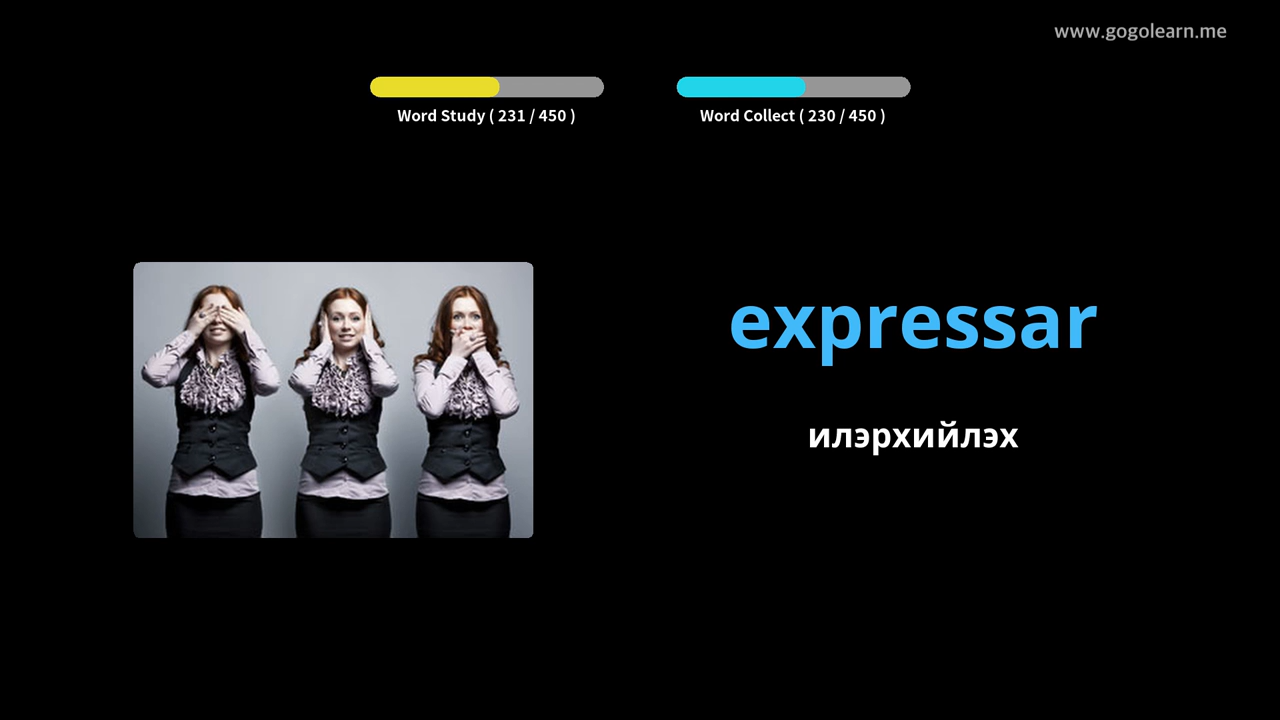 www.gogolearn.me
Word Study ( 231 / 450 )
Word Collect ( 230 / 450 )
expressar
илэрхийлэх